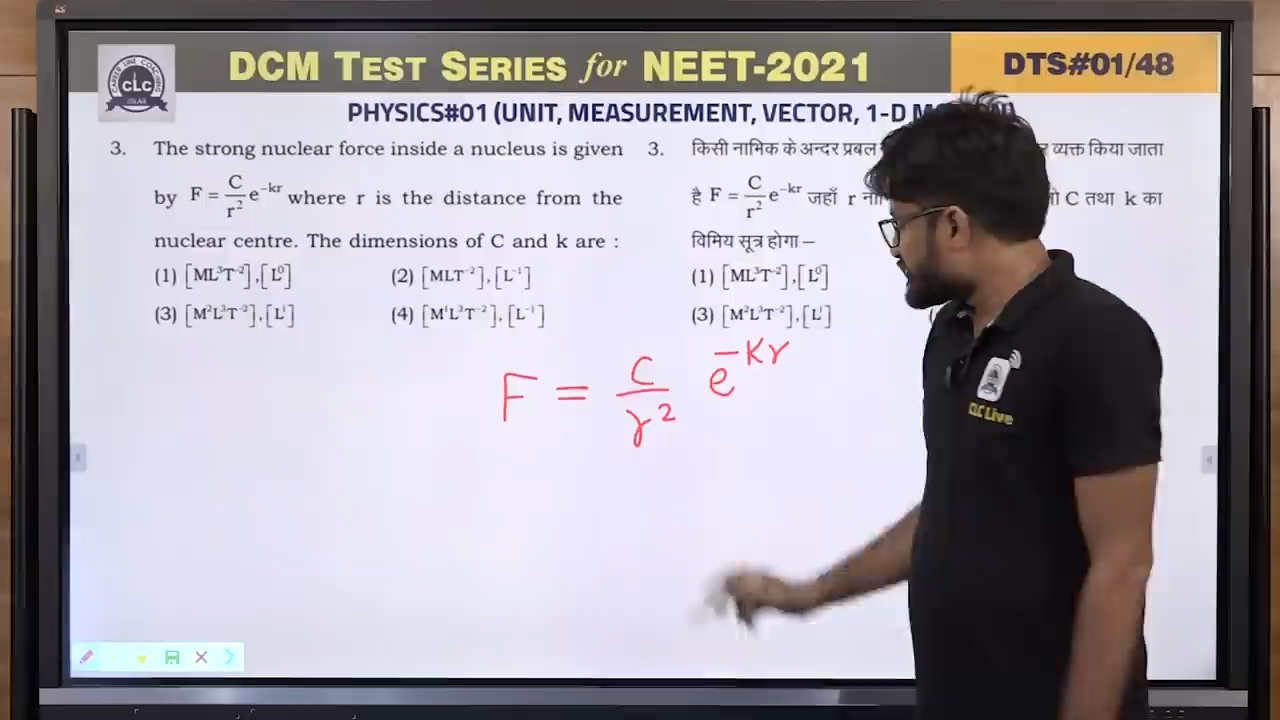 DCM TEST SERIES for NEET-2021
DTS#01/48
CLC
PHYSICS#01 (UNIT, MEASUREMENT, VECTOR, 1-D
3. The strong nuclear force inside a nucleus is given
by F = C/r² e⁻ᵏʳ where r is the distance from the
nuclear centre. The dimensions of C and k are :
(1) [ML³T⁻²],[L⁰] (2) [MLT⁻²],[L⁻¹]
(3) [M²L³T⁻²],[L¹] (4) [M¹L³T⁻²],[L⁻¹]
3. किसी नाभिक के अन्दर प्रबल व्यक्त किया जाता
है F = C/r² e⁻ᵏʳ जहाँ r C तथा k का
विमिय सूत्र होगा –
(1) [ML³T⁻²],[L⁰]
(3) [M²L³T⁻²],[L¹]
F = C/r² e⁻ᴷʳ
CLC Live